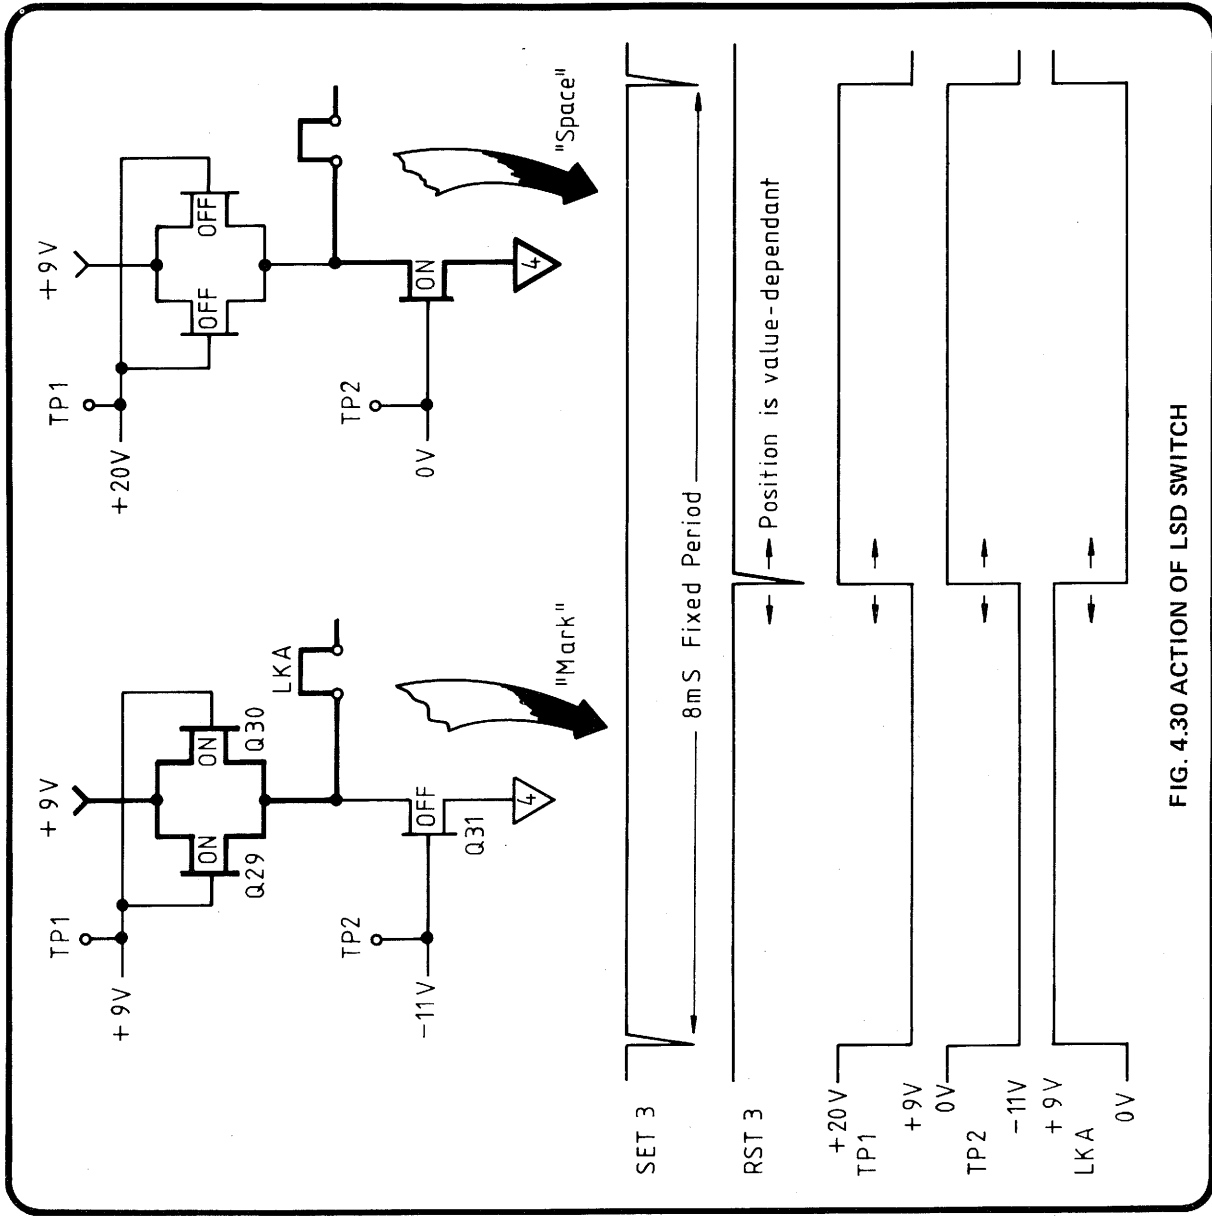 +9V
+9V
TP1
TP1
+9V
ON
ON
Q29
Q30
LKA
+20V
OFF
OFF
TP2
TP2
-11V
OFF
Q31
4
0V
ON
4
"Mark"
"Space"
SET 3
8mS Fixed Period
RST 3
Position is value-dependant
+20V
TP1
+9V
0V
TP2
-11V
+9V
LKA
0V
FIG. 4.30 ACTION OF LSD SWITCH